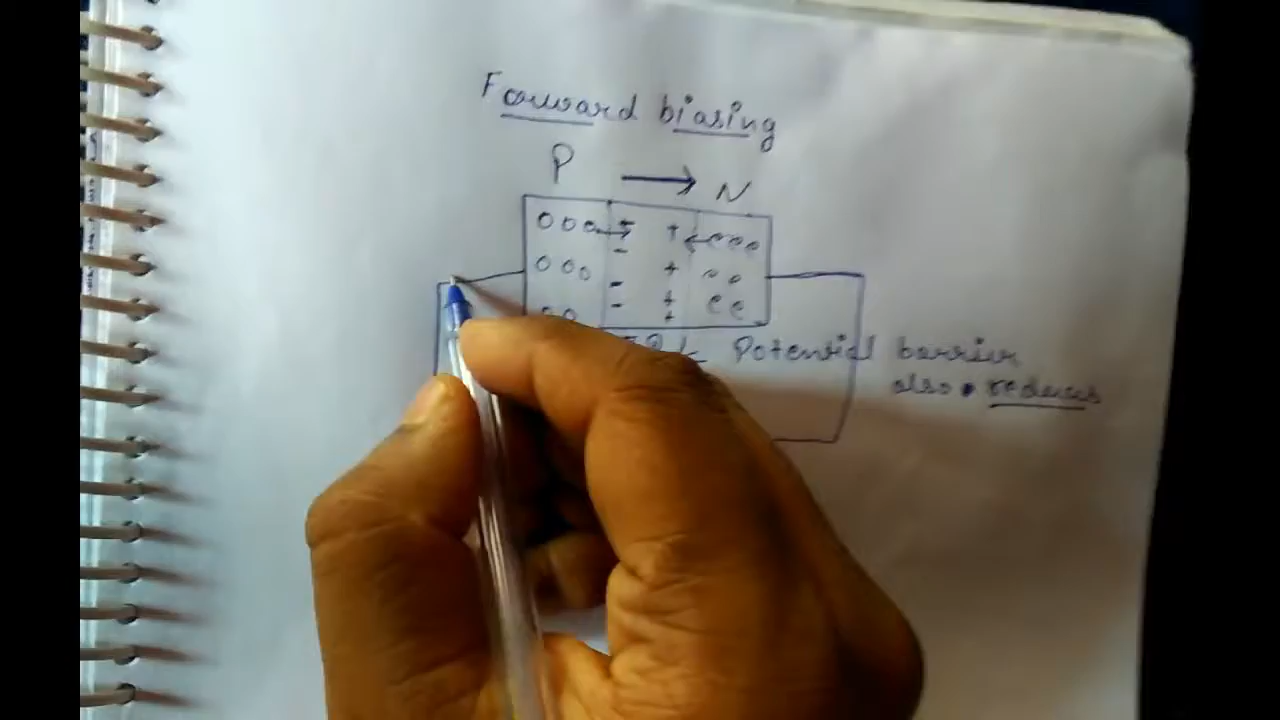 Forward biasing
P → N
Potential barrier
also reduces